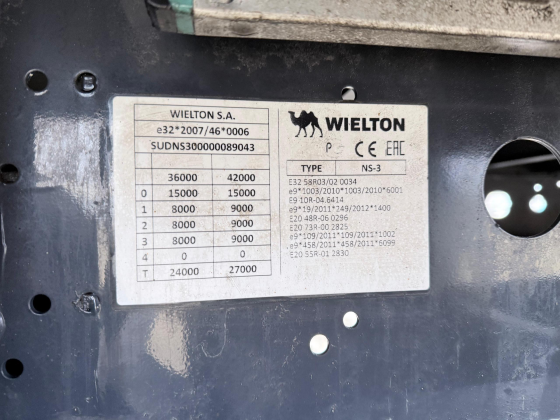 WIELTON S.A.
e32*2007/46*0006
SUDNS300000089043
36000 42000
0 15000 15000
1 8000 9000
2 8000 9000
3 8000 9000
4 0 0
T 24000 27000
WIELTON
P CE EAC
TYPE NS-3
E32 58R03/02 0034
e9*1003/2010*1003/2010*6001
E9 10R-04.6414
e9*19/2011*249/2012*1400
E20 48R-06 0296
E20 73R-00 2825
e9*109/2011*109/2011*1002
e9*458/2011*458/2011*6099
E20 55R-01 2830